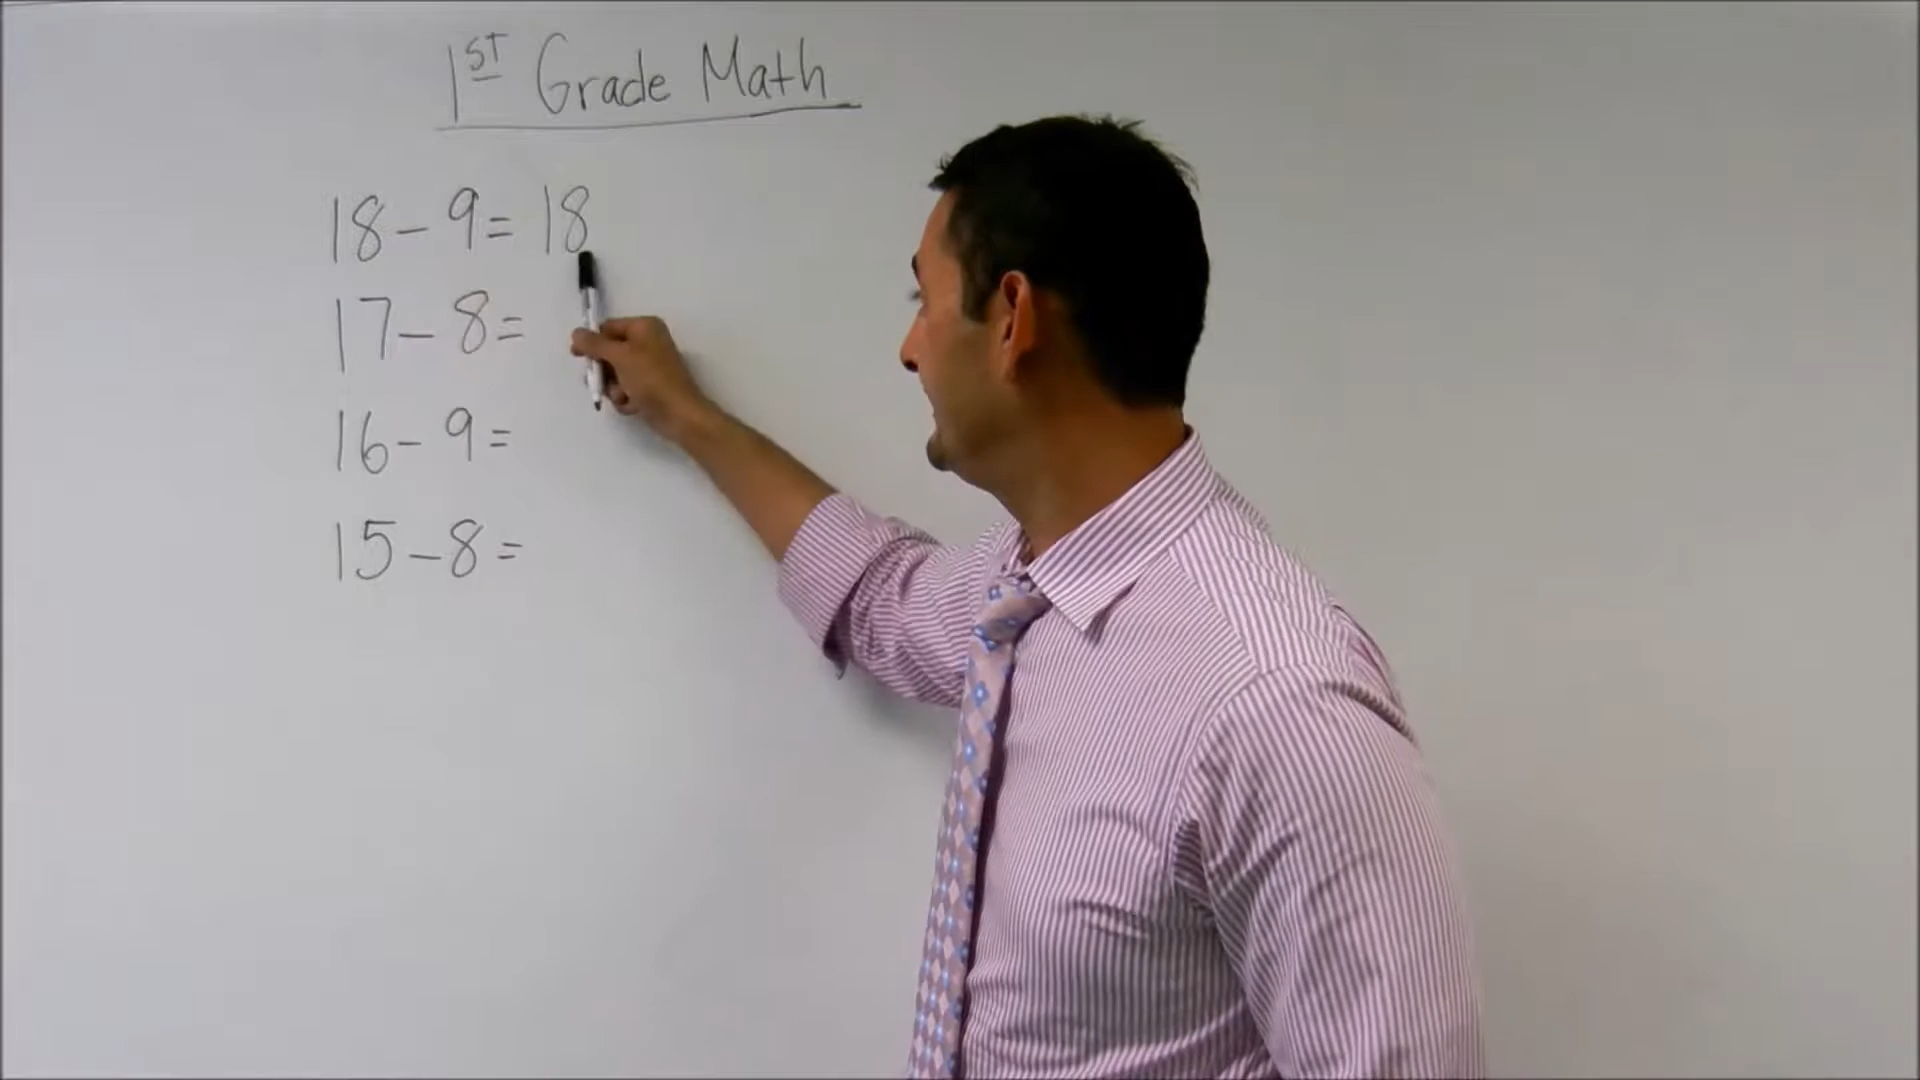 1ST Grade Math
18 - 9 = 18
17 - 8 =
16 - 9 =
15 - 8 =